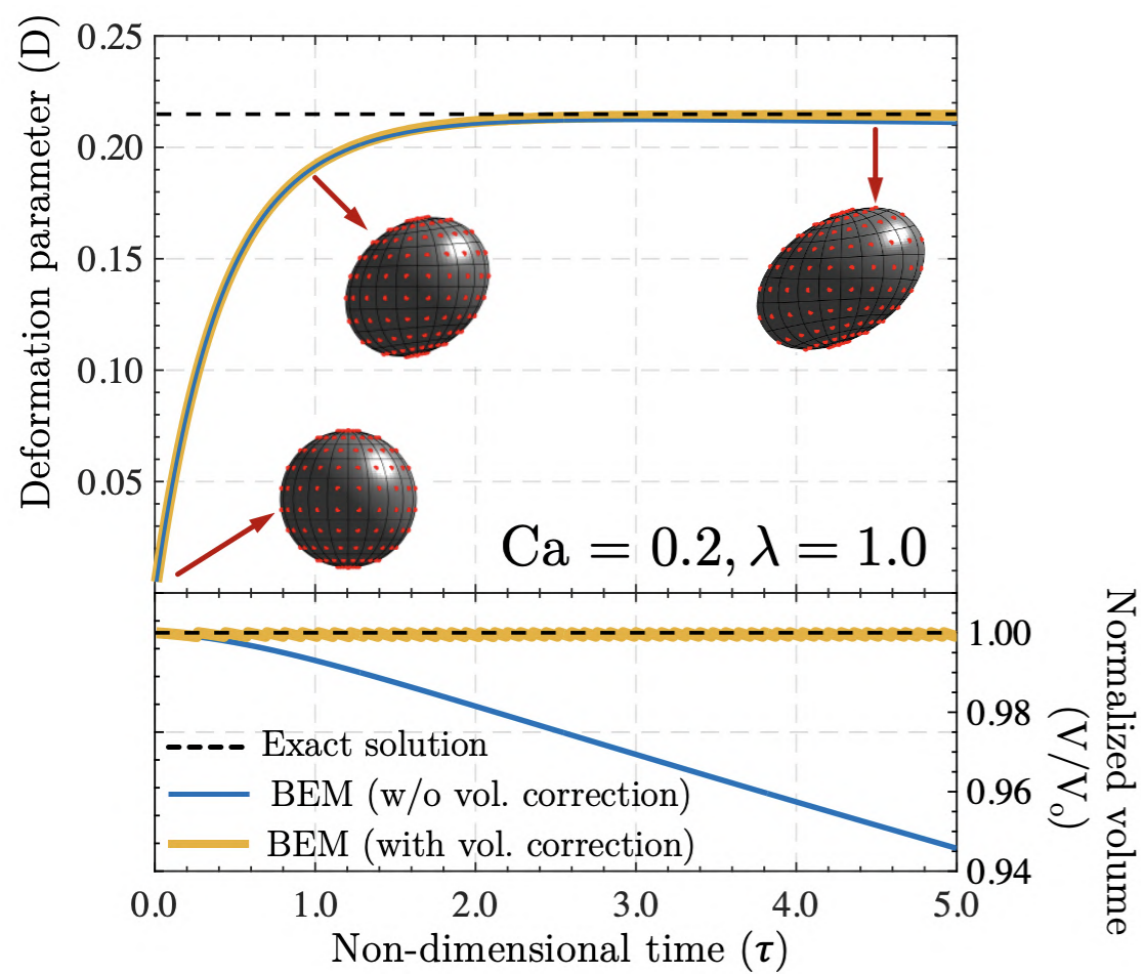 Deformation parameter (D)
0.25
0.20
0.15
0.10
0.05
Ca = 0.2, λ = 1.0
Exact solution
BEM (w/o vol. correction)
BEM (with vol. correction)
1.00
0.98
0.96
0.94
Normalized volume
(V/Vₒ)
0.0 1.0 2.0 3.0 4.0 5.0
Non-dimensional time (τ)